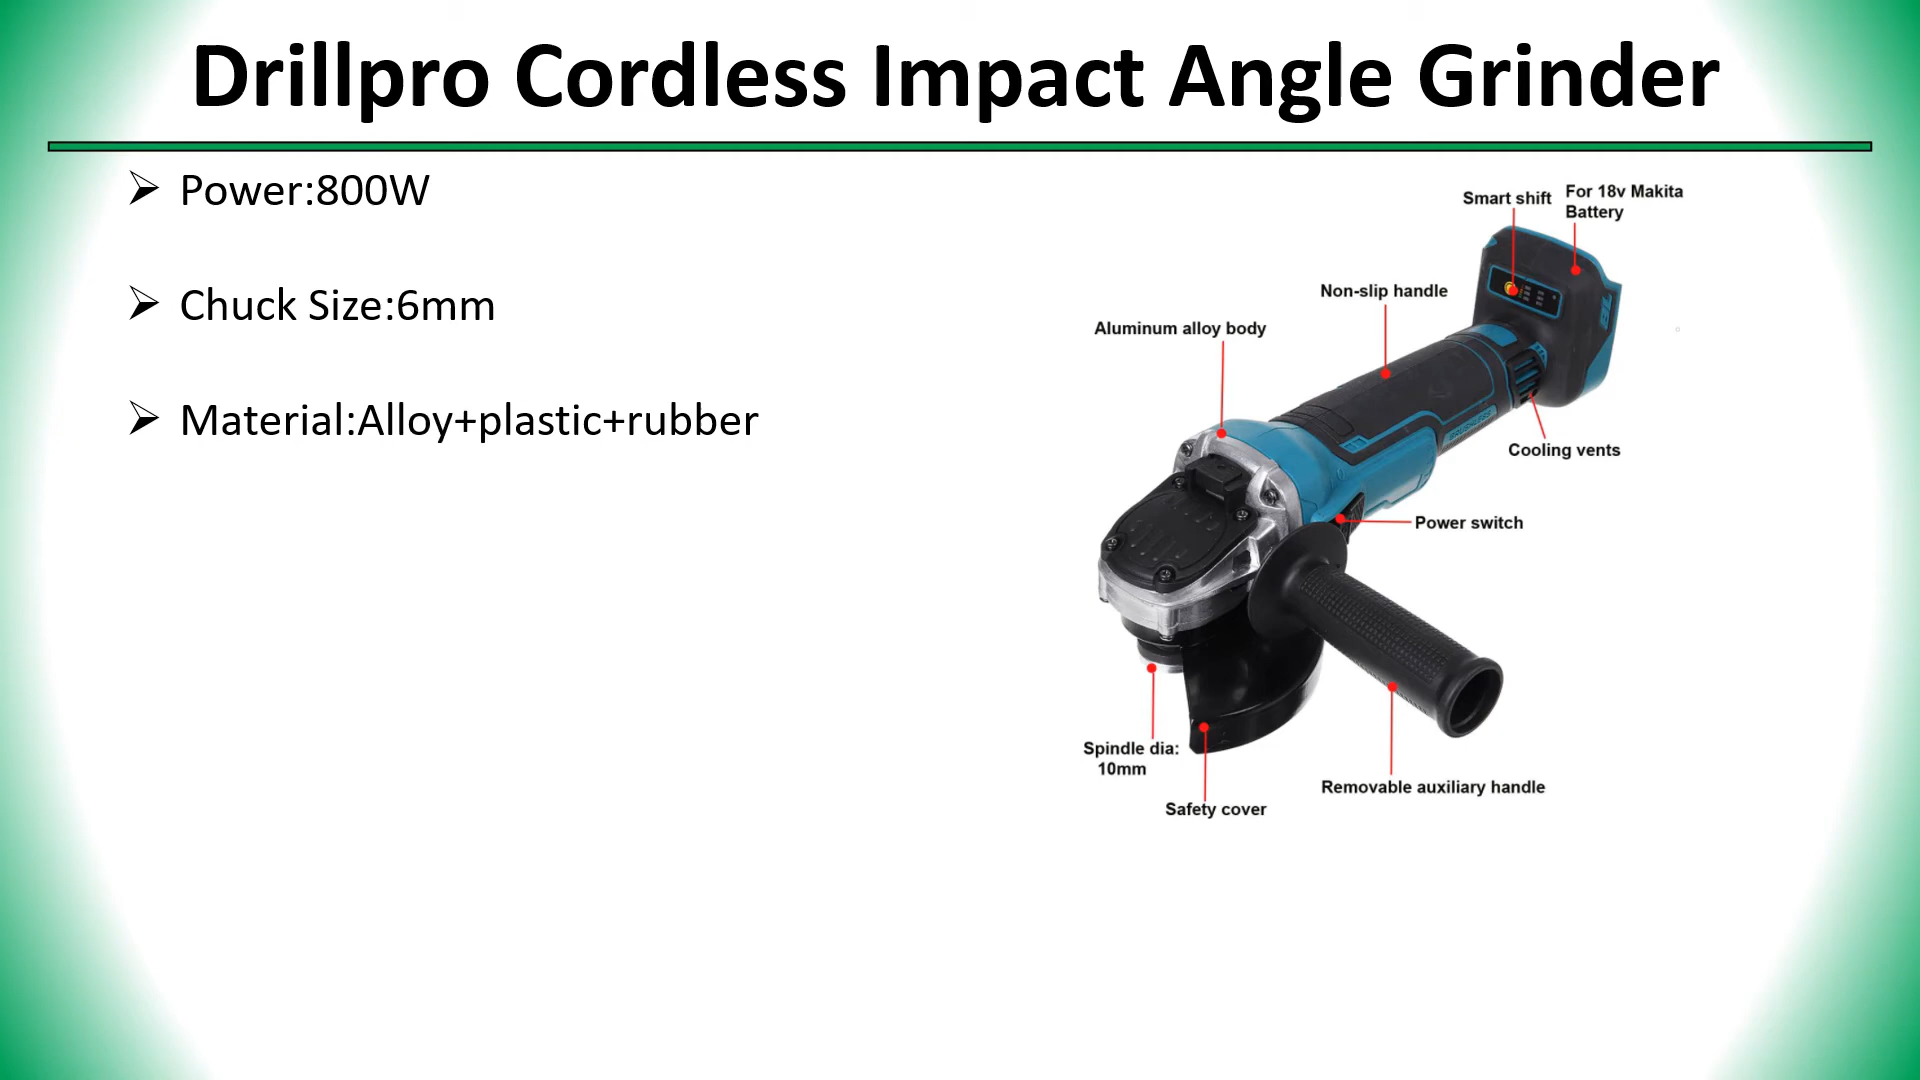 Drillpro Cordless Impact Angle Grinder
Power:800W
Chuck Size:6mm
Material:Alloy+plastic+rubber
Smart shift
For 18v Makita
Battery
Non-slip handle
Aluminum alloy body
Cooling vents
BRUSHLESS
Power switch
Spindle dia:
10mm
Removable auxiliary handle
Safety cover